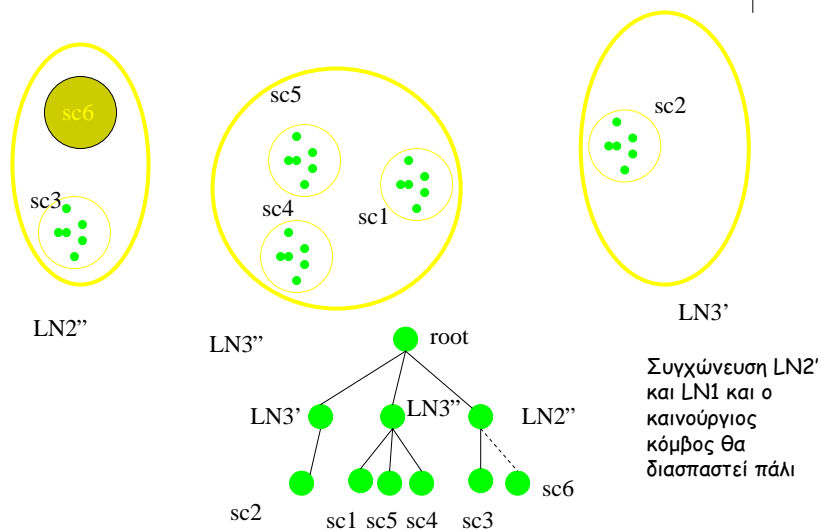 sc6
sc3
LN2”
sc5
sc4
sc1
LN3”
sc2
LN3’
root
LN3’
LN3”
LN2”
sc2
sc1
sc5
sc4
sc3
sc6
Συγχώνευση LN2'
και LN1 και ο
καινούργιος
κόμβος θα
διασπαστεί πάλι